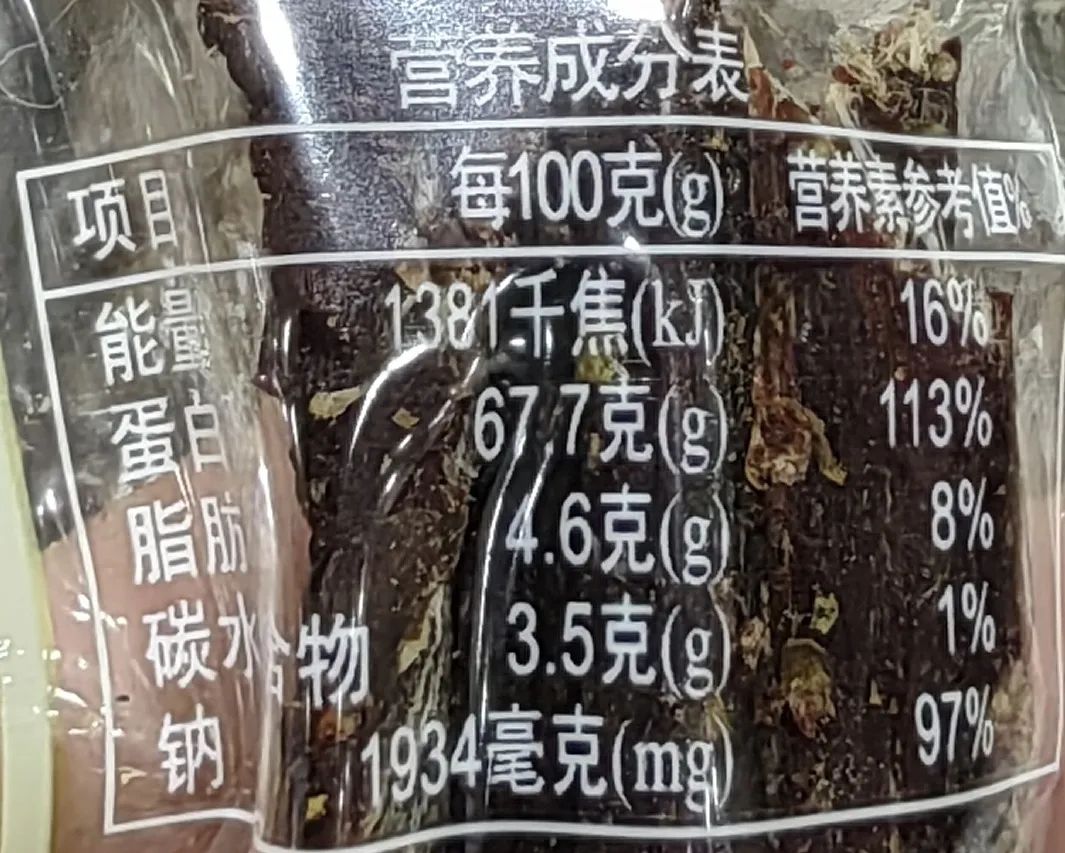 营养成分表
项目 每100克(g) 营养素参考值%
能量 1381千焦(kJ) 16%
蛋白 67.7克(g) 113%
脂肪 4.6克(g) 8%
碳水合物 3.5克(g) 1%
钠 1934毫克(mg) 97%